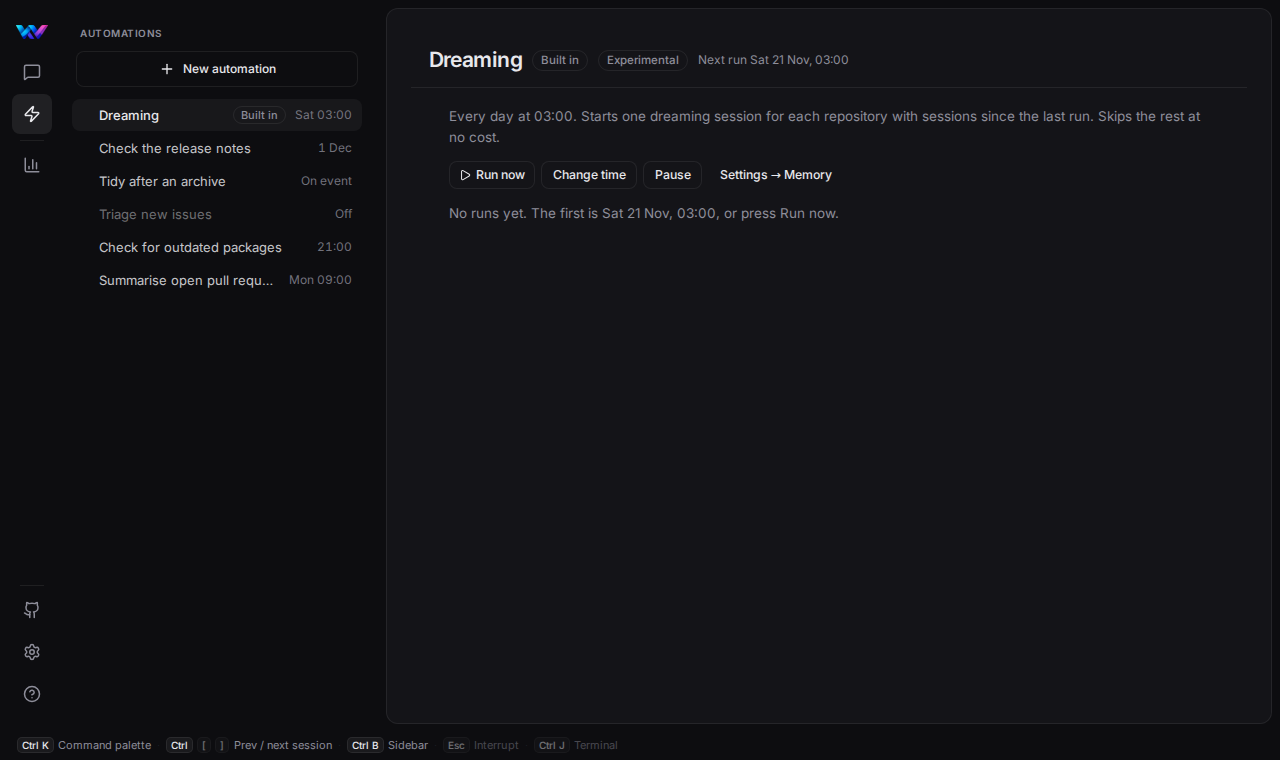 AUTOMATIONS
New automation
Dreaming Built in Sat 03:00
Check the release notes 1 Dec
Tidy after an archive On event
Triage new issues Off
Check for outdated packages 21:00
Summarise open pull requ... Mon 09:00
Dreaming Built in Experimental Next run Sat 21 Nov, 03:00
Every day at 03:00. Starts one dreaming session for each repository with sessions since the last run. Skips the rest at
no cost.
Run now Change time Pause Settings → Memory
No runs yet. The first is Sat 21 Nov, 03:00, or press Run now.
Ctrl K Command palette Ctrl [ ] Prev / next session Ctrl B Sidebar Esc Interrupt Ctrl J Terminal